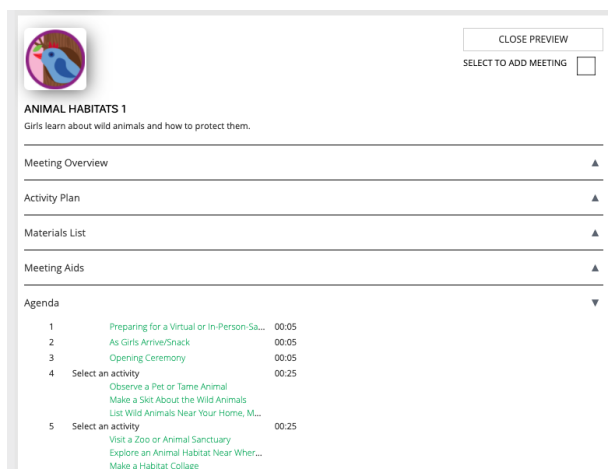 CLOSE PREVIEW
SELECT TO ADD MEETING
ANIMAL HABITATS 1
Girls learn about wild animals and how to protect them.
Meeting Overview ▲
Activity Plan ▲
Materials List ▲
Meeting Aids ▲
Agenda ▼
1 Preparing for a Virtual or In-Person-Sa... 00:05
2 As Girls Arrive/Snack 00:05
3 Opening Ceremony 00:05
4 Select an activity 00:25
Observe a Pet or Tame Animal
Make a Skit About the Wild Animals
List Wild Animals Near Your Home, M...
5 Select an activity 00:25
Visit a Zoo or Animal Sanctuary
Explore an Animal Habitat Near Wher...
Make a Habitat Collage